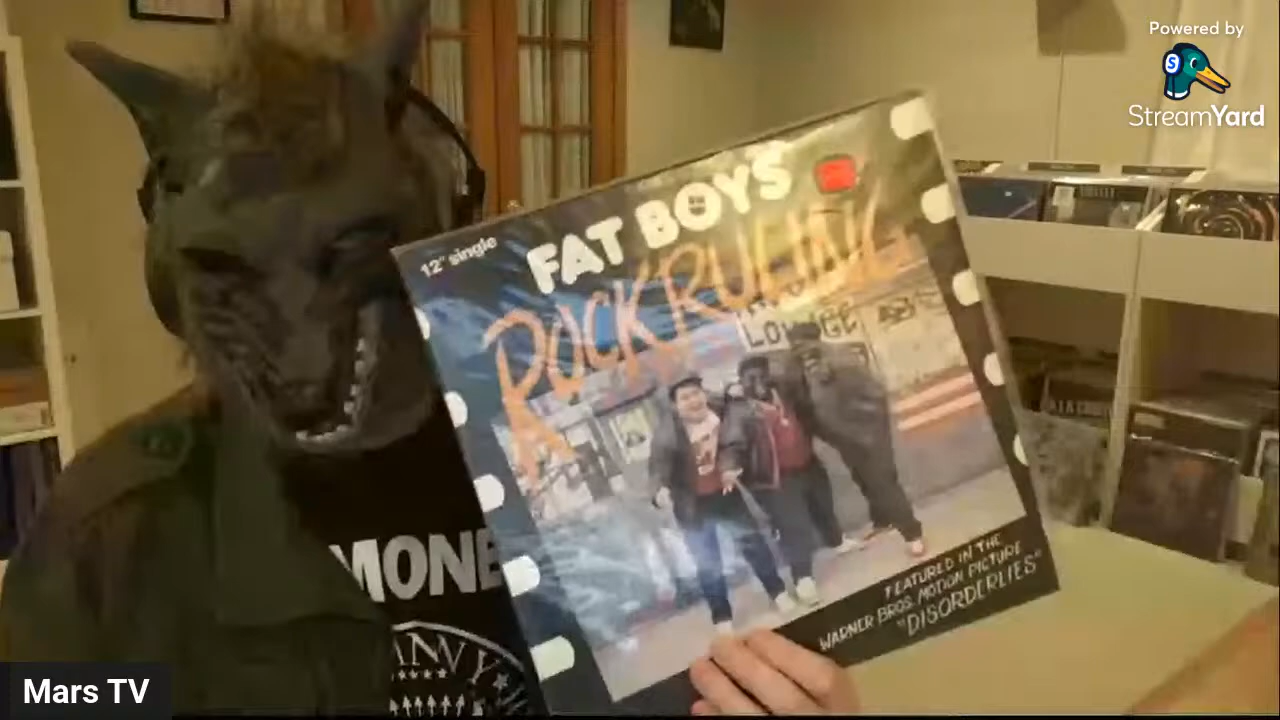 Powered by
StreamYard
12" single
FAT BOYS
ROCK RULING
LOUNGE
FEATURED IN THE
WARNER BROS. MOTION PICTURE
"DISORDERLIES"
MONE
Mars TV